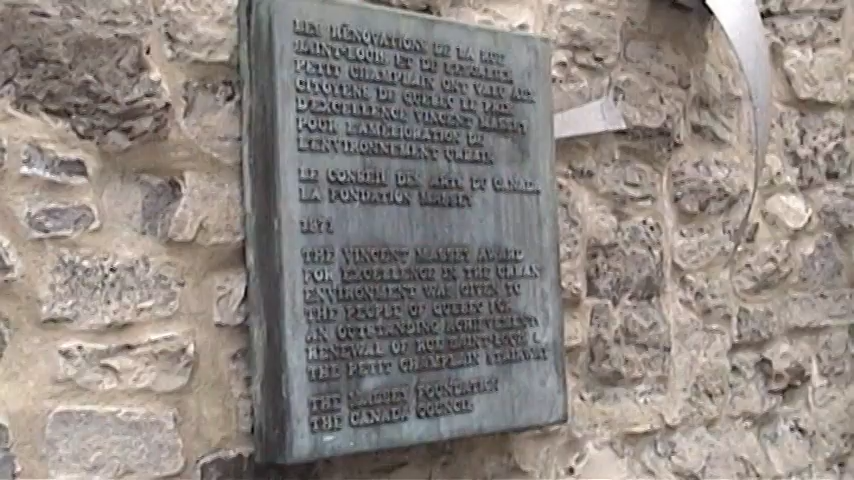 LES RÉNOVATIONS DE LA RUE
SAINT-LOUIS ET DE L'ESCALIER
PETIT CHAMPLAIN ONT VALU AUX
CITOYENS DE QUÉBEC LE PRIX
D'EXCELLENCE VINCENT MASSEY
POUR L'AMÉLIORATION DE
L'ENVIRONNEMENT URBAIN
LE CONSEIL DES ARTS DU CANADA
LA FONDATION MASSEY
1971
THE VINCENT MASSEY AWARD
FOR EXCELLENCE IN THE URBAN
ENVIRONMENT WAS GIVEN TO
THE PEOPLE OF QUEBEC FOR
AN OUTSTANDING ACHIEVEMENT
RENEWAL OF RUE SAINT-LOUIS &
THE PETIT CHAMPLAIN STAIRWAY
THE MASSEY FOUNDATION
THE CANADA COUNCIL